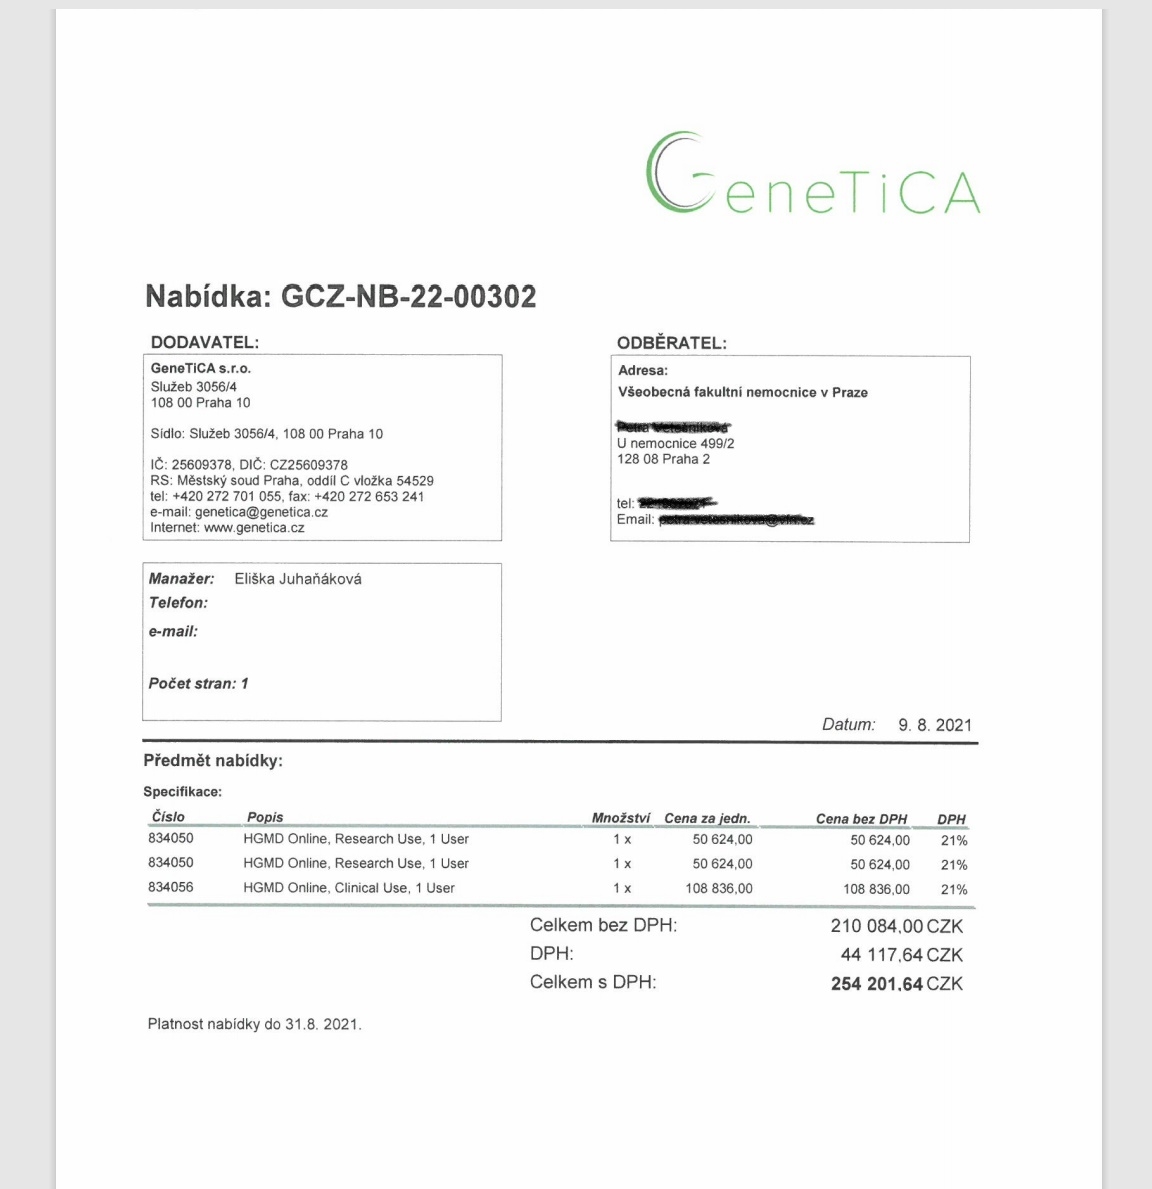 GeneTiCA
Nabídka: GCZ-NB-22-00302
DODAVATEL:
GeneTiCA s.r.o.
Služeb 3056/4
108 00 Praha 10
Sídlo: Služeb 3056/4, 108 00 Praha 10
IČ: 25609378, DIČ: CZ25609378
RS: Městský soud Praha, oddíl C vložka 54529
tel: +420 272 701 055, fax: +420 272 653 241
e-mail: genetica@genetica.cz
Internet: www.genetica.cz
ODBĚRATEL:
Adresa:
Všeobecná fakultní nemocnice v Praze
U nemocnice 499/2
128 08 Praha 2
tel:
Email:
Manažer: Eliška Juhaňáková
Telefon:
e-mail:
Počet stran: 1
Datum: 9. 8. 2021
Předmět nabídky:
Specifikace:
Číslo Popis Množství Cena za jedn. Cena bez DPH DPH
834050 HGMD Online, Research Use, 1 User 1 x 50 624,00 50 624,00 21%
834050 HGMD Online, Research Use, 1 User 1 x 50 624,00 50 624,00 21%
834056 HGMD Online, Clinical Use, 1 User 1 x 108 836,00 108 836,00 21%
Celkem bez DPH: 210 084,00 CZK
DPH: 44 117,64 CZK
Celkem s DPH: 254 201,64 CZK
Platnost nabídky do 31.8. 2021.